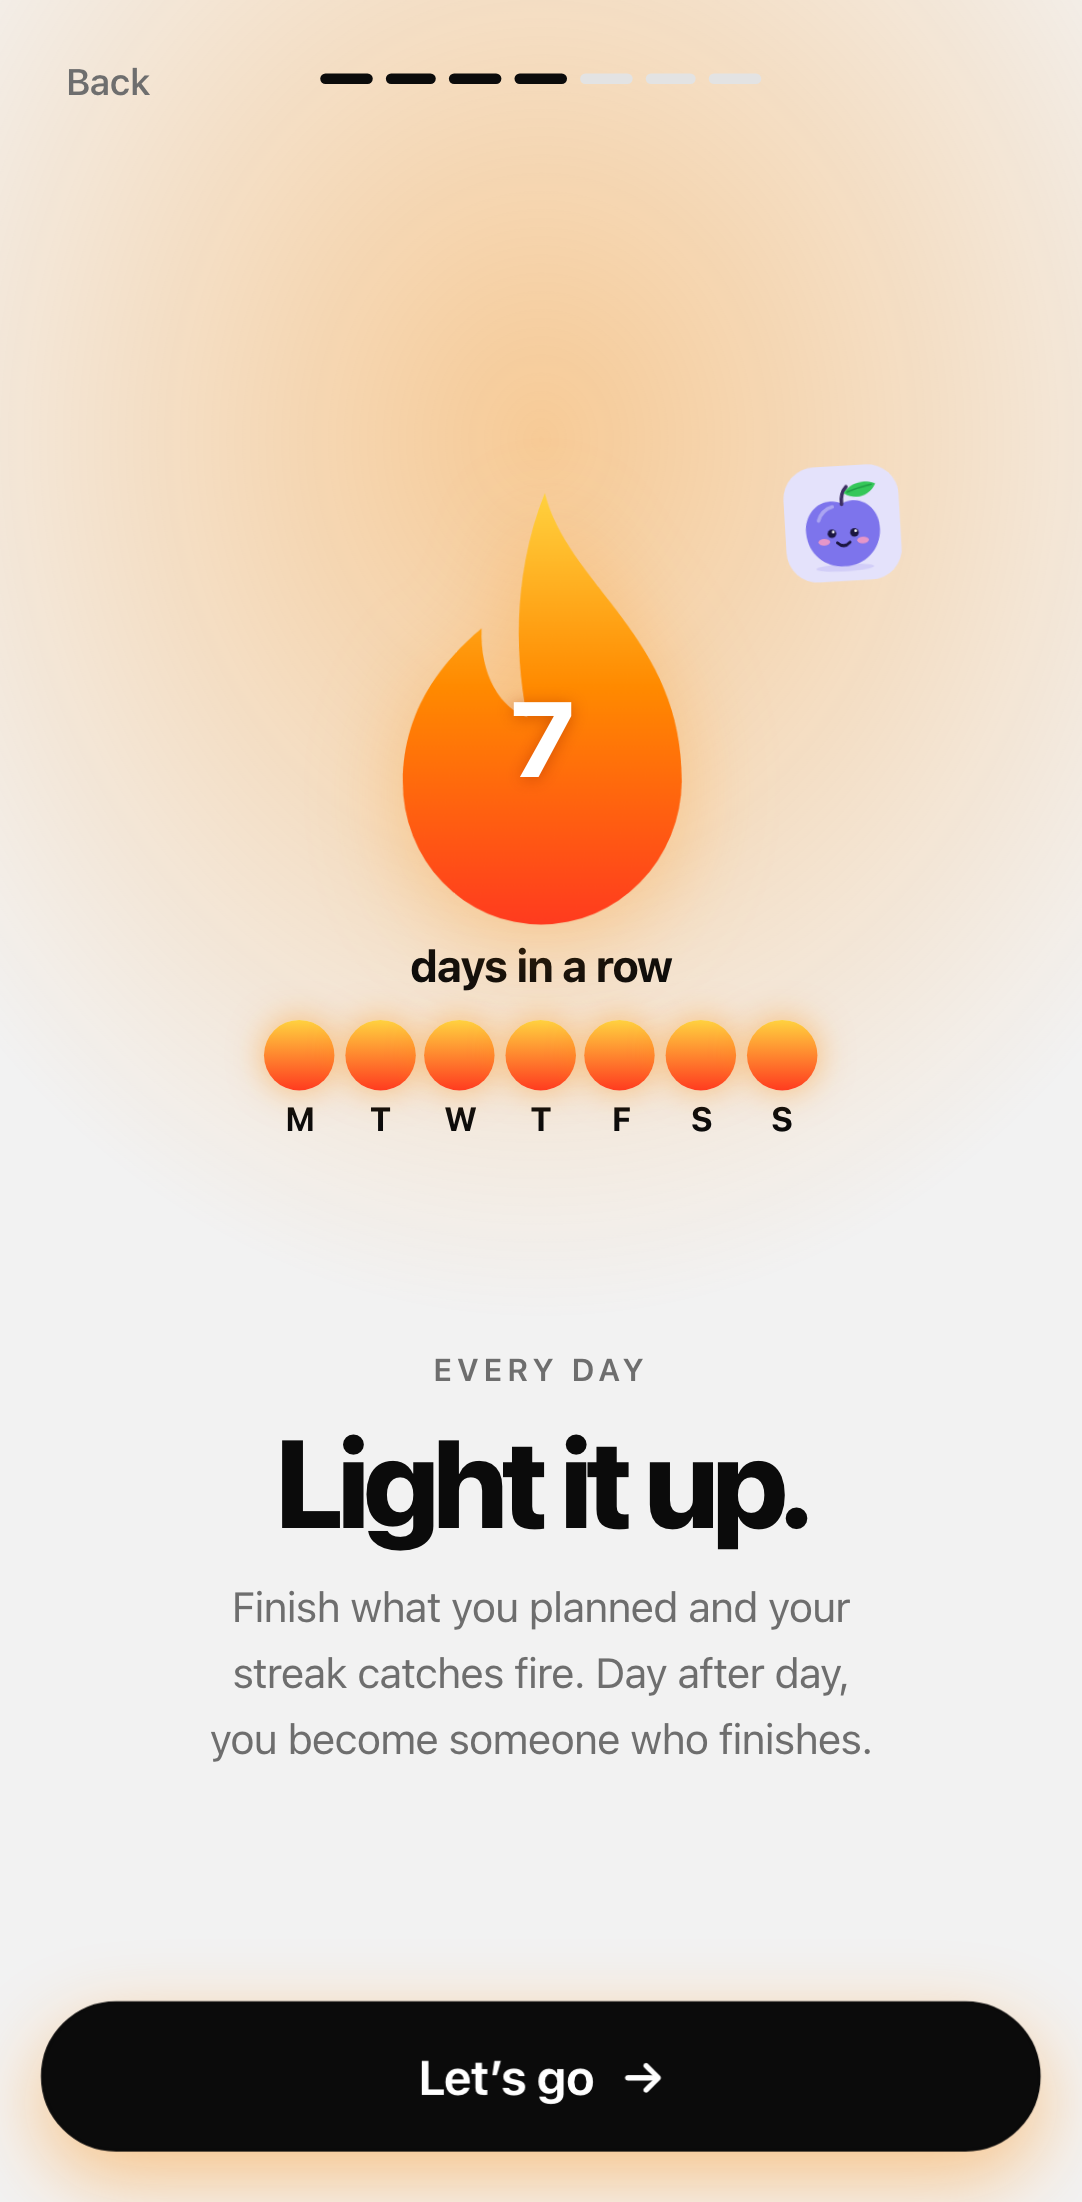 Back
7
days in a row
M T W T F S S
EVERY DAY
Light it up.
Finish what you planned and your
streak catches fire. Day after day,
you become someone who finishes.
Let’s go →